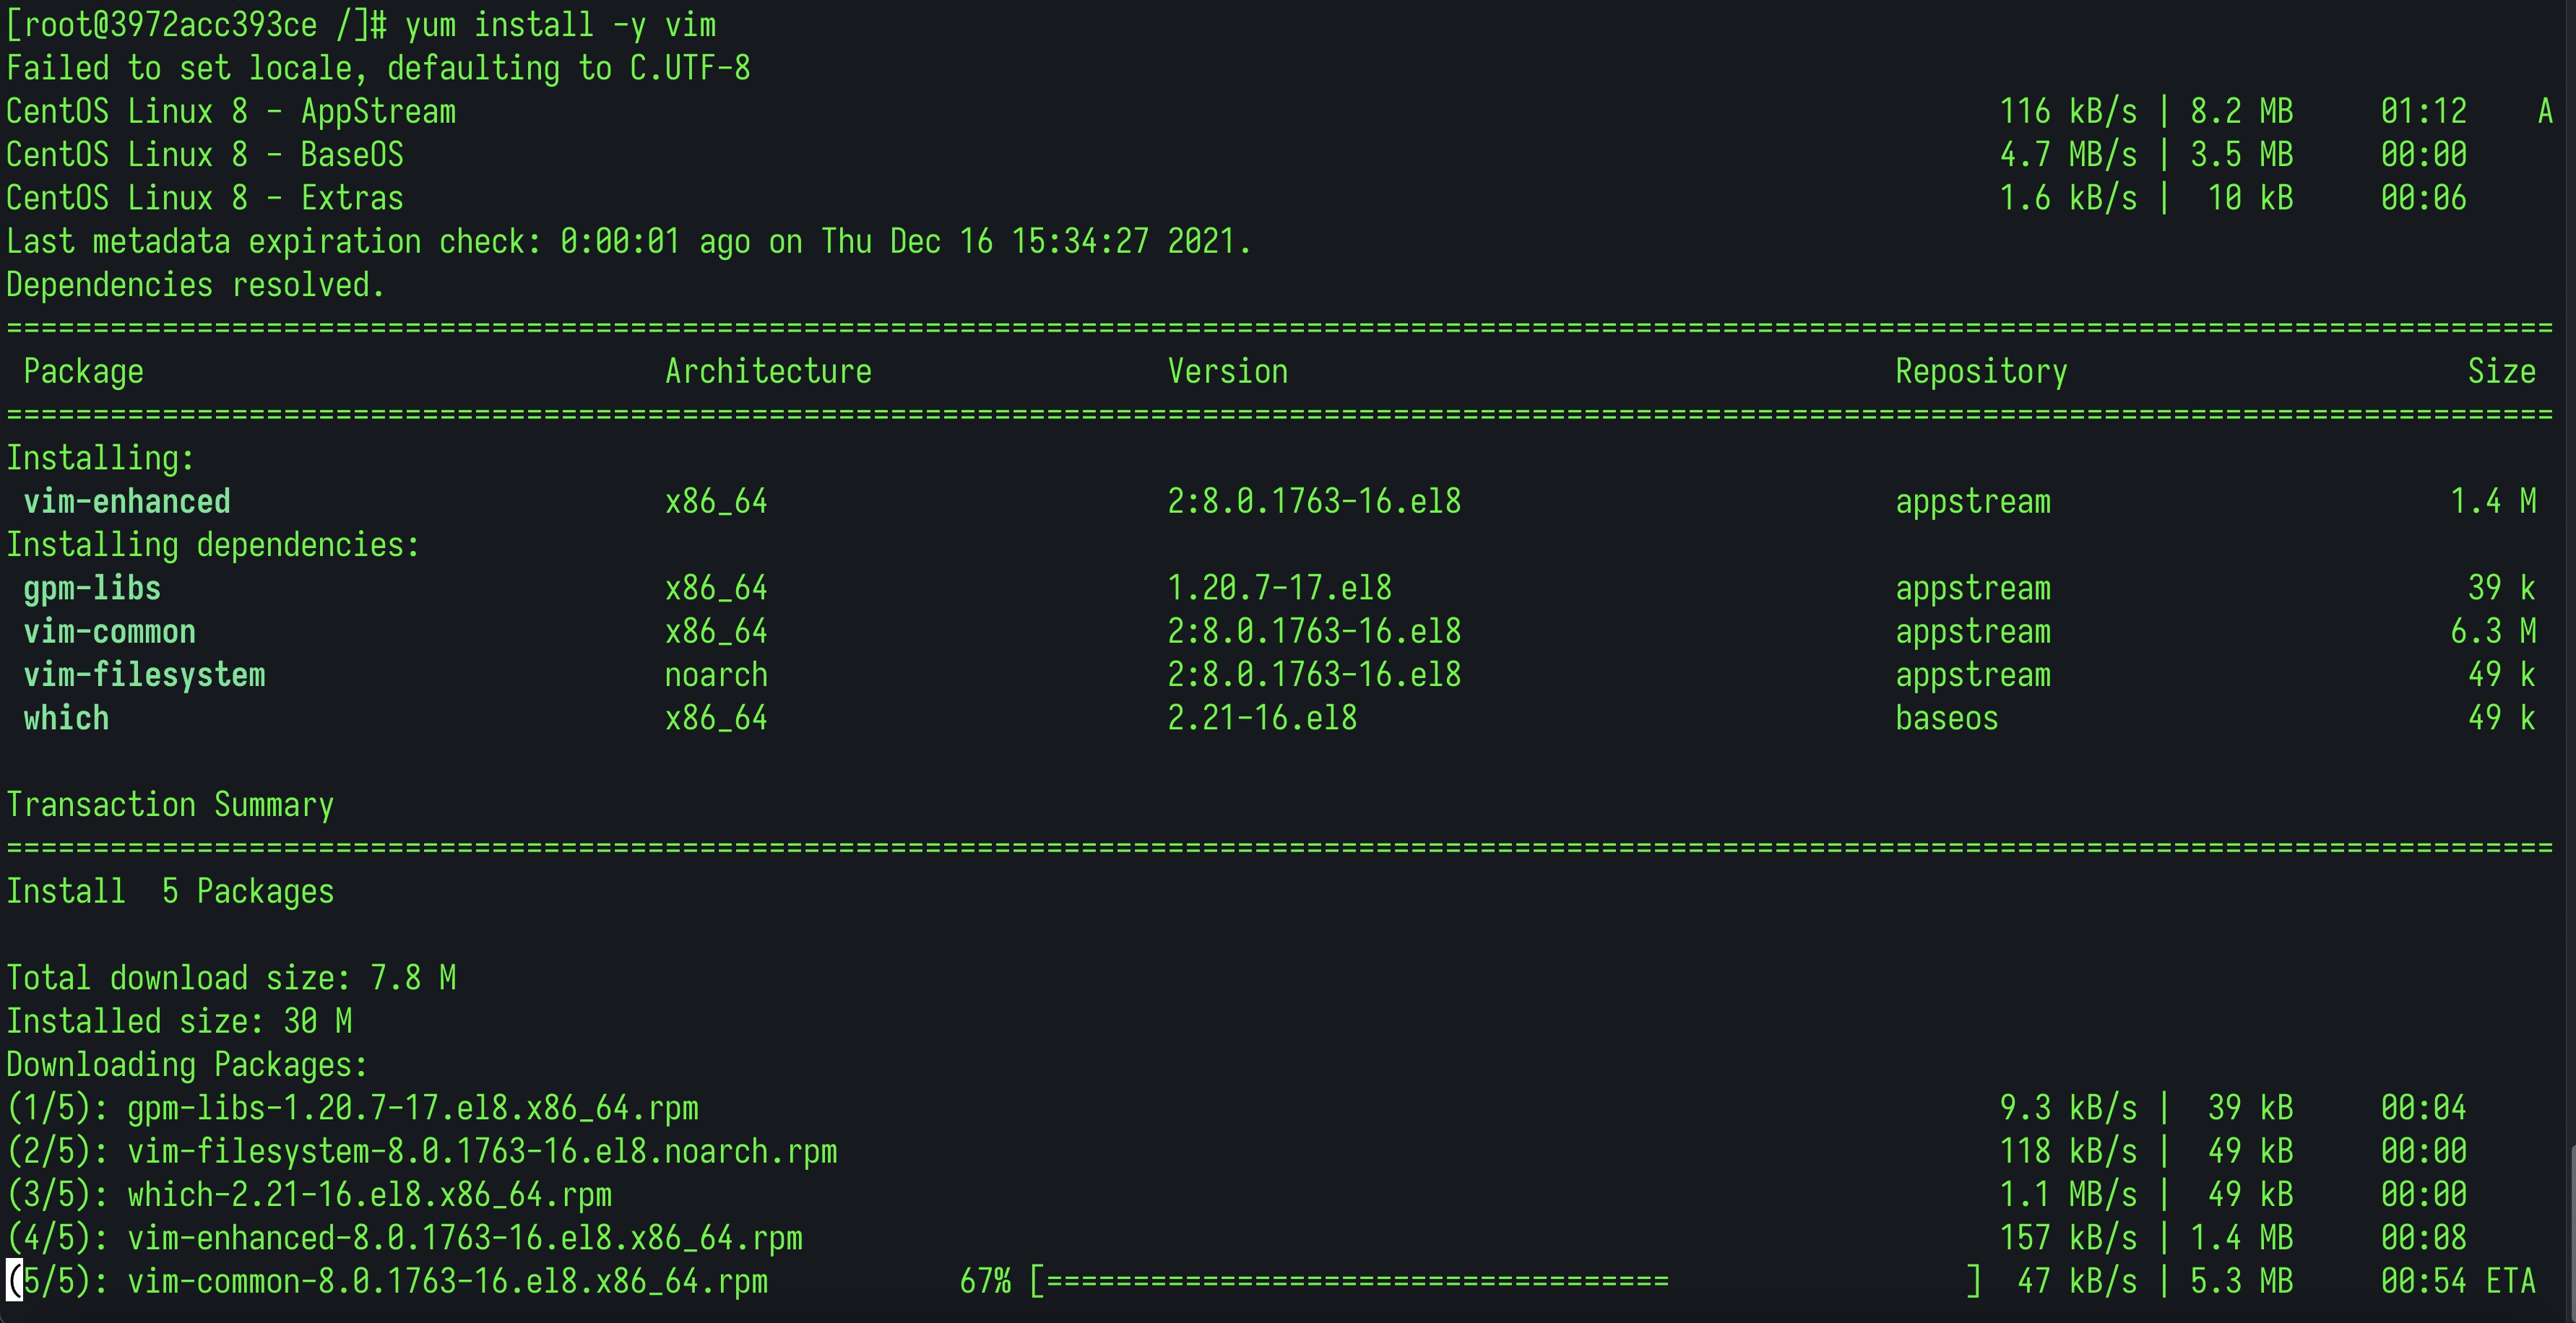 [root@3972acc393ce /]# yum install -y vim
Failed to set locale, defaulting to C.UTF-8
CentOS Linux 8 - AppStream 116 kB/s | 8.2 MB 01:12 A
CentOS Linux 8 - BaseOS 4.7 MB/s | 3.5 MB 00:00
CentOS Linux 8 - Extras 1.6 kB/s | 10 kB 00:06
Last metadata expiration check: 0:00:01 ago on Thu Dec 16 15:34:27 2021.
Dependencies resolved.
===================================================================================================================================================
Package Architecture Version Repository Size
===================================================================================================================================================
Installing:
vim-enhanced x86_64 2:8.0.1763-16.el8 appstream 1.4 M
Installing dependencies:
gpm-libs x86_64 1.20.7-17.el8 appstream 39 k
vim-common x86_64 2:8.0.1763-16.el8 appstream 6.3 M
vim-filesystem noarch 2:8.0.1763-16.el8 appstream 49 k
which x86_64 2.21-16.el8 baseos 49 k
Transaction Summary
===================================================================================================================================================
Install 5 Packages
Total download size: 7.8 M
Installed size: 30 M
Downloading Packages:
(1/5): gpm-libs-1.20.7-17.el8.x86_64.rpm 9.3 kB/s | 39 kB 00:04
(2/5): vim-filesystem-8.0.1763-16.el8.noarch.rpm 118 kB/s | 49 kB 00:00
(3/5): which-2.21-16.el8.x86_64.rpm 1.1 MB/s | 49 kB 00:00
(4/5): vim-enhanced-8.0.1763-16.el8.x86_64.rpm 157 kB/s | 1.4 MB 00:08
(5/5): vim-common-8.0.1763-16.el8.x86_64.rpm 67% [==================================== ] 47 kB/s | 5.3 MB 00:54 ETA